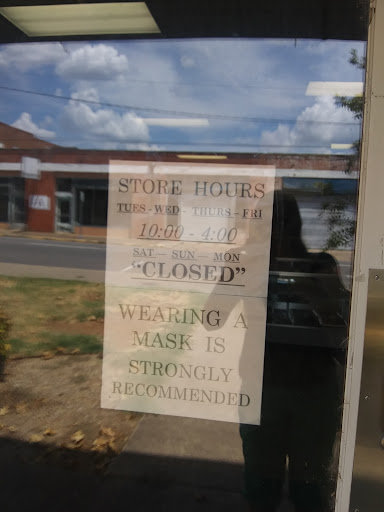 STORE HOURS
TUES - WED - THURS - FRI
10:00 - 4:00
SAT — SUN — MON
“CLOSED”
WEARING A
MASK IS
STRONGLY
RECOMMENDED